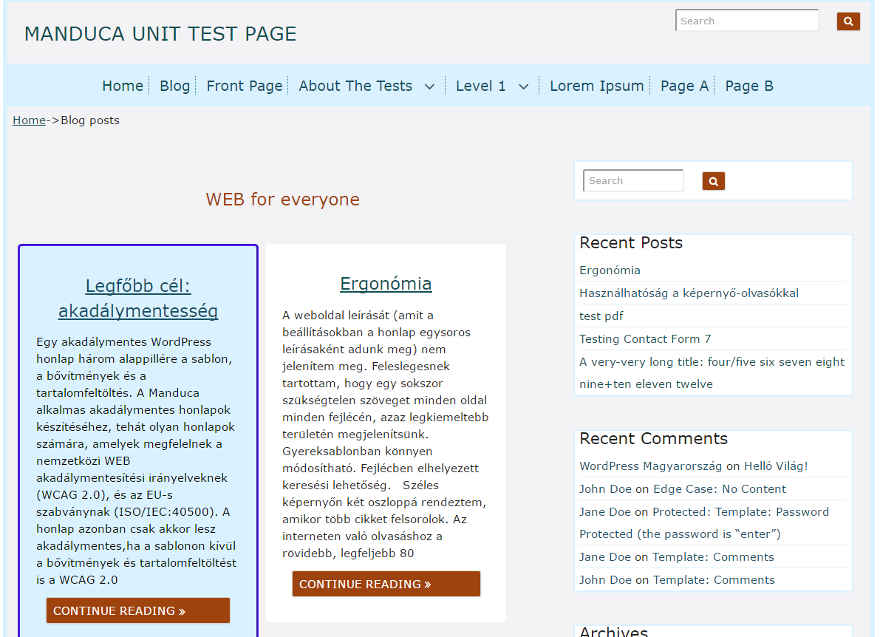 MANDUCA UNIT TEST PAGE
Search
Home Blog Front Page About The Tests Level 1 Lorem Ipsum Page A Page B
Home->Blog posts
WEB for everyone
Legfőbb cél:
akadálymentesség
Egy akadálymentes WordPress
honlap három alappillére a sablon,
a bővítmények és a
tartalomfeltöltés. A Manduca
alkalmas akadálymentes honlapok
készítéséhez, tehát olyan honlapok
számára, amelyek megfelelnek a
nemzetközi WEB
akadálymentesítési irányelveknek
(WCAG 2.0), és az EU-s
szabványnak (ISO/IEC:40500). A
honlap azonban csak akkor lesz
akadálymentes,ha a sablonon kívül
a bővítmények és tartalomfeltöltést
is a WCAG 2.0
CONTINUE READING »
Ergonómia
A weboldal leírását (amit a
beállításokban a honlap egysoros
leírásaként adunk meg) nem
jelenítem meg. Feleslegesnek
tartottam, hogy egy sokszor
szükségtelen szöveget minden oldal
minden fejlécén, azaz legkiemeltebb
területén megjelenítsünk.
Gyereksablonban könnyen
módosítható. Fejlécben elhelyezett
keresési lehetőség. Széles
képernyőn két oszloppá rendeztem,
amikor több cikket felsorolok. Az
interneten való olvasáshoz a
rövidebb, legfeljebb 80
CONTINUE READING »
Search
Recent Posts
Ergonómia
Használhatóság a képernyő-olvasókkal
test pdf
Testing Contact Form 7
A very-very long title: four/five six seven eight
nine+ten eleven twelve
Recent Comments
WordPress Magyarország on Helló Világ!
John Doe on Edge Case: No Content
Jane Doe on Protected: Template: Password
Protected (the password is “enter”)
Jane Doe on Template: Comments
John Doe on Template: Comments
Archives